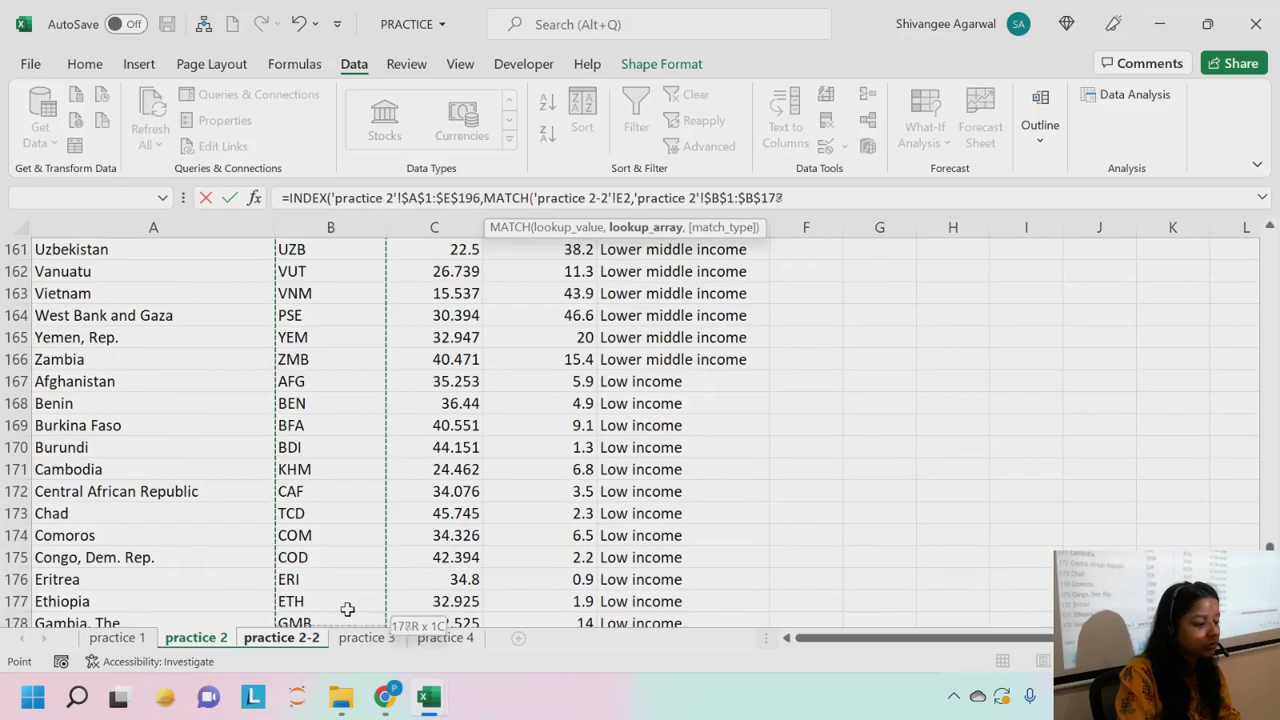 AutoSave Off PRACTICE Search (Alt+Q) Shivangee Agarwal SA
File Home Insert Page Layout Formulas Data Review View Developer Help Shape Format Comments Share
Get Data Refresh All Queries & Connections Properties Edit Links Stocks Currencies Sort Filter Clear Reapply Advanced Text to Columns What-If Analysis Forecast Sheet Outline Data Analysis
Get & Transform Data Queries & Connections Data Types Sort & Filter Data Tools Forecast Analysis
fx =INDEX('practice 2'!$A$1:$E$196,MATCH('practice 2-2'!E2,'practice 2'!$B$1:$B$178
MATCH(lookup_value, lookup_array, [match_type])
A B C F G H I J K L
161 Uzbekistan UZB 22.5 38.2 Lower middle income
162 Vanuatu VUT 26.739 11.3 Lower middle income
163 Vietnam VNM 15.537 43.9 Lower middle income
164 West Bank and Gaza PSE 30.394 46.6 Lower middle income
165 Yemen, Rep. YEM 32.947 20 Lower middle income
166 Zambia ZMB 40.471 15.4 Lower middle income
167 Afghanistan AFG 35.253 5.9 Low income
168 Benin BEN 36.44 4.9 Low income
169 Burkina Faso BFA 40.551 9.1 Low income
170 Burundi BDI 44.151 1.3 Low income
171 Cambodia KHM 24.462 6.8 Low income
172 Central African Republic CAF 34.076 3.5 Low income
173 Chad TCD 45.745 2.3 Low income
174 Comoros COM 34.326 6.5 Low income
175 Congo, Dem. Rep. COD 42.394 2.2 Low income
176 Eritrea ERI 34.8 0.9 Low income
177 Ethiopia ETH 32.925 1.9 Low income
178 Gambia, The GMB 14 Low income
practice 1 practice 2 practice 2-2 practice 3 practice 4
Point Accessibility: Investigate